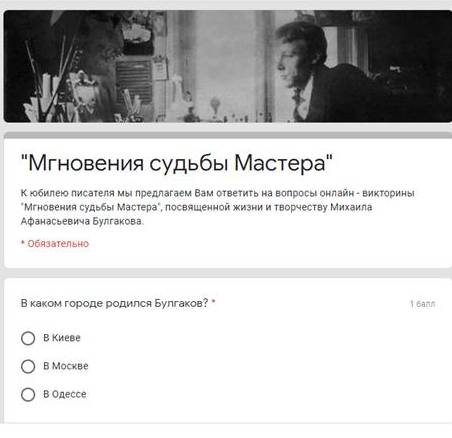 "Мгновения судьбы Мастера"
К юбилею писателя мы предлагаем Вам ответить на вопросы онлайн - викторины
"Мгновения судьбы Мастера", посвященной жизни и творчеству Михаила
Афанасьевича Булгакова.
* Обязательно
В каком городе родился Булгаков? *
1 балл
В Киеве
В Москве
В Одессе